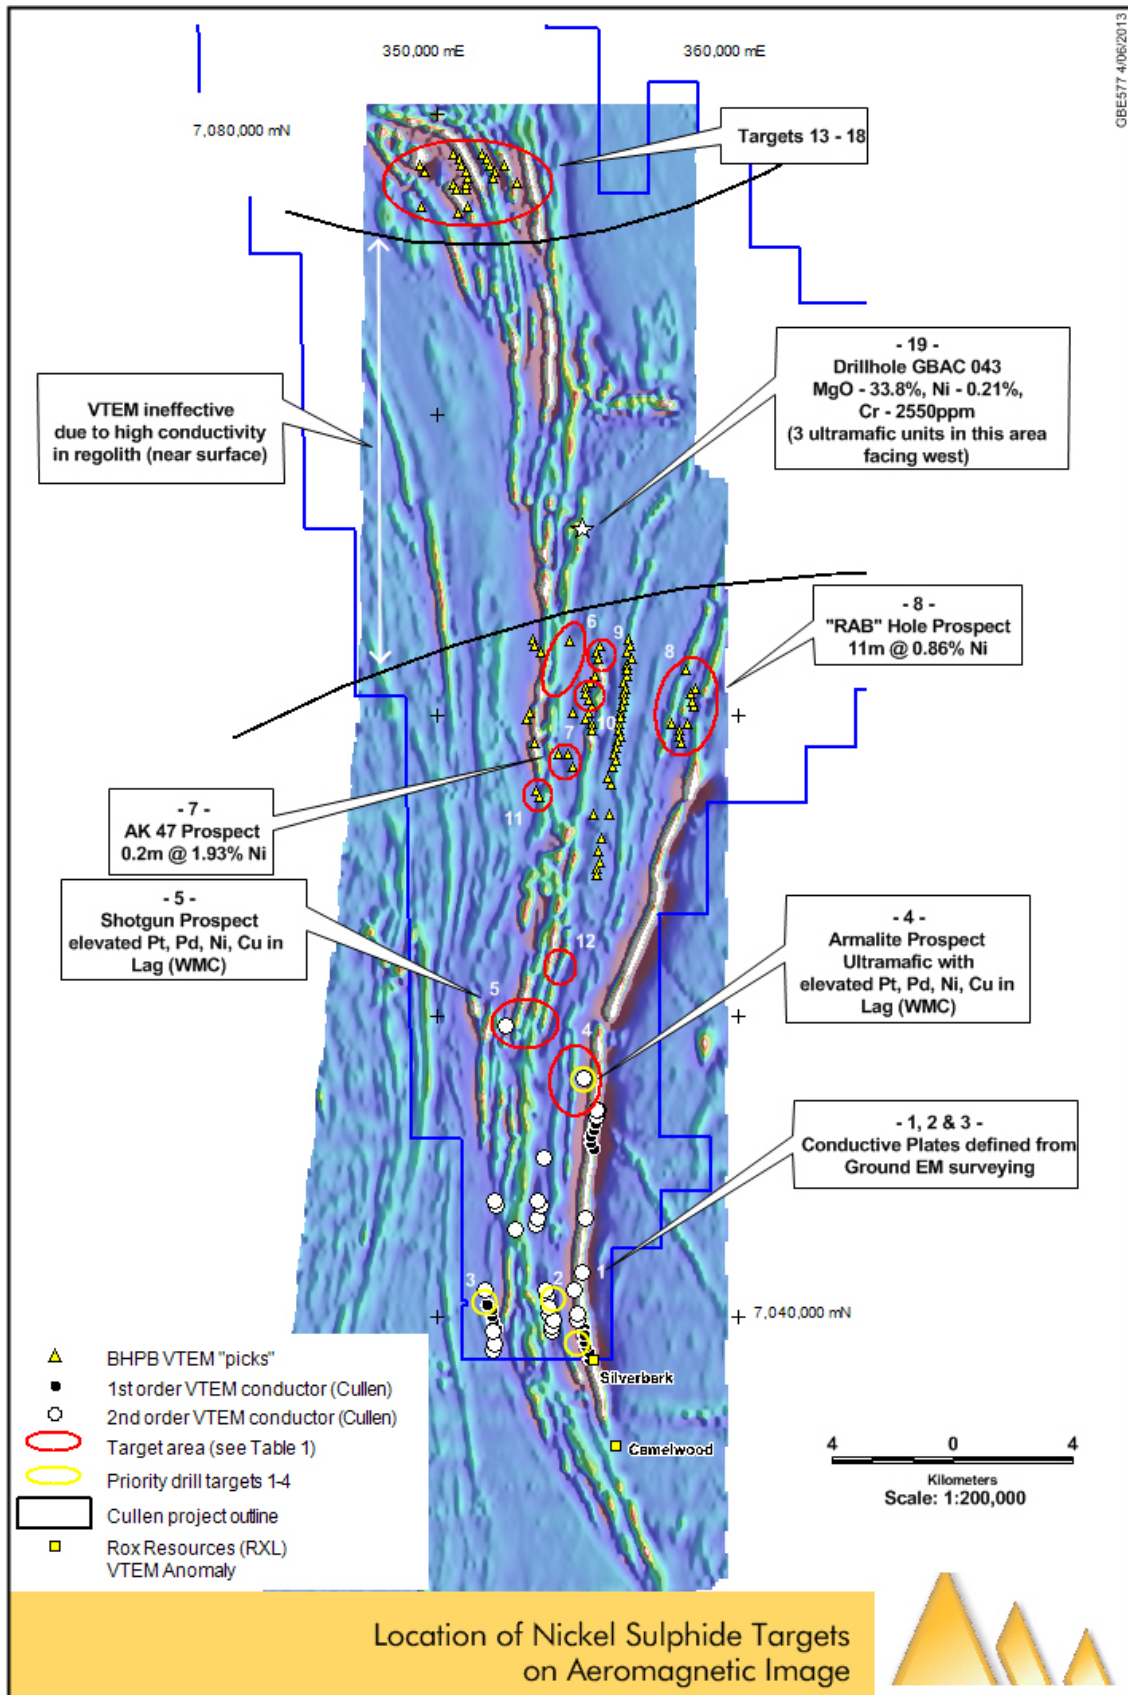 GBE577 4/06/2013
350,000 mE
360,000 mE
7,080,000 mN
Targets 13 - 18
- 19 -
Drillhole GBAC 043
MgO - 33.8%, Ni - 0.21%,
Cr - 2550ppm
(3 ultramafic units in this area
facing west)
VTEM ineffective
due to high conductivity
in regolith (near surface)
- 8 -
"RAB" Hole Prospect
11m @ 0.86% Ni
6
9
8
10
7
11
- 7 -
AK 47 Prospect
0.2m @ 1.93% Ni
- 5 -
Shotgun Prospect
elevated Pt, Pd, Ni, Cu in
Lag (WMC)
- 4 -
Armalite Prospect
Ultramafic with
elevated Pt, Pd, Ni, Cu in
Lag (WMC)
12
5
4
- 1, 2 & 3 -
Conductive Plates defined from
Ground EM surveying
3
2
1
7,040,000 mN
Silverbark
Camelwood
BHPB VTEM "picks"
1st order VTEM conductor (Cullen)
2nd order VTEM conductor (Cullen)
Target area (see Table 1)
Priority drill targets 1-4
Cullen project outline
Rox Resources (RXL)
VTEM Anomaly
4 0 4
Kilometers
Scale: 1:200,000
Location of Nickel Sulphide Targets
on Aeromagnetic Image